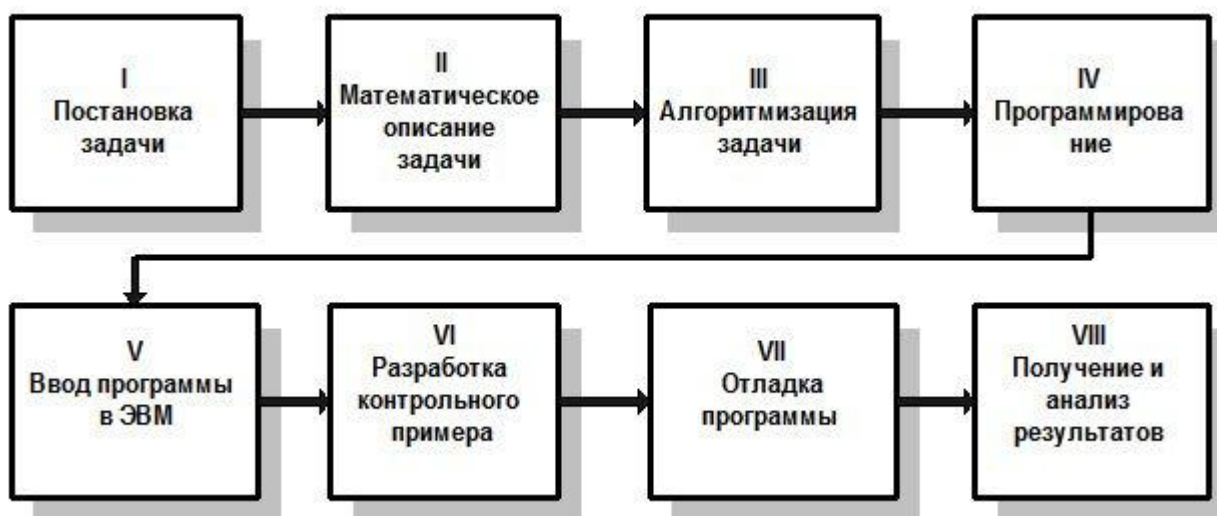 I
Постановка
задачи
II
Математическое
описание
задачи
III
Алгоритмизация
задачи
IV
Программирова
ние
V
Ввод программы
в ЭВМ
VI
Разработка
контрольного
примера
VII
Отладка
программы
VIII
Получение и
анализ
результатов